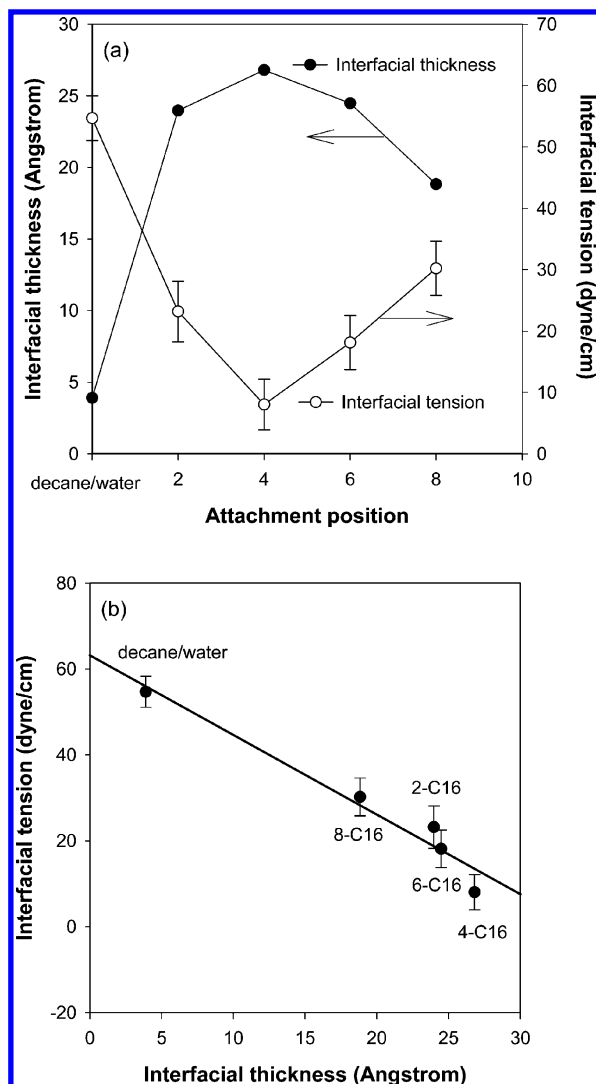 (a)
Interfacial thickness
Interfacial tension
Interfacial thickness (Angstrom)
30
25
20
15
10
5
0
Interfacial tension (dyne/cm)
70
60
50
40
30
20
10
0
decane/water 2 4 6 8 10
Attachment position
(b)
decane/water
8-C16
2-C16
6-C16
4-C16
Interfacial tension (dyne/cm)
80
60
40
20
0
-20
0 5 10 15 20 25 30
Interfacial thickness (Angstrom)